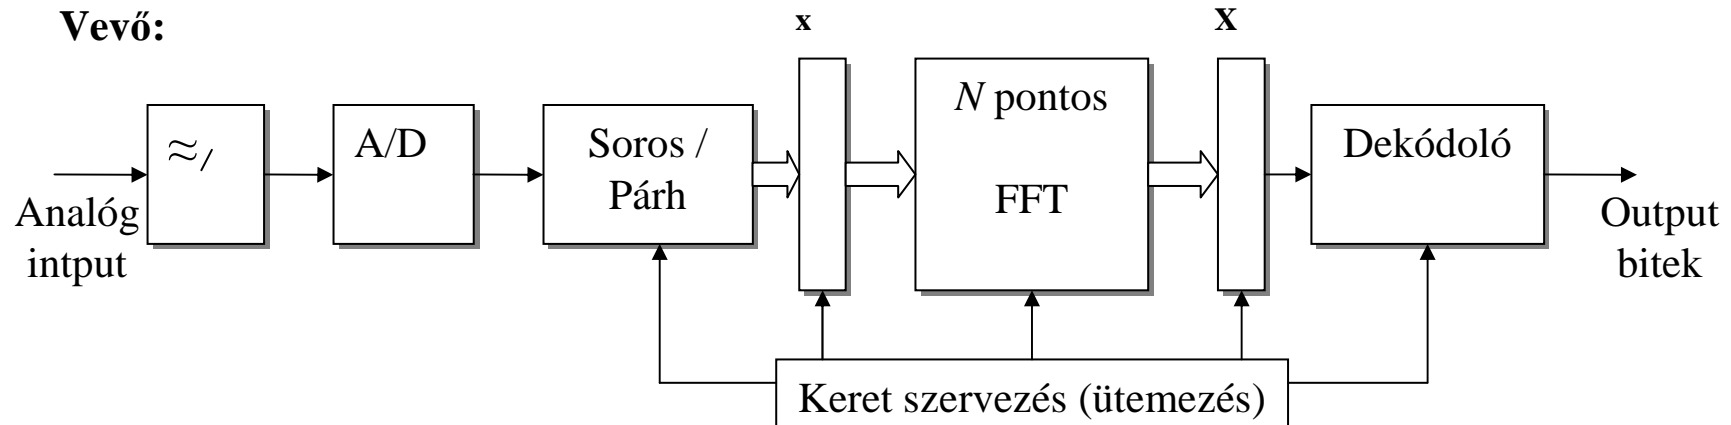 Vevő:
x
X
≈/
A/D
Soros /
Párh
N pontos
FFT
Dekódoló
Analóg
intput
Output
bitek
Keret szervezés (ütemezés)